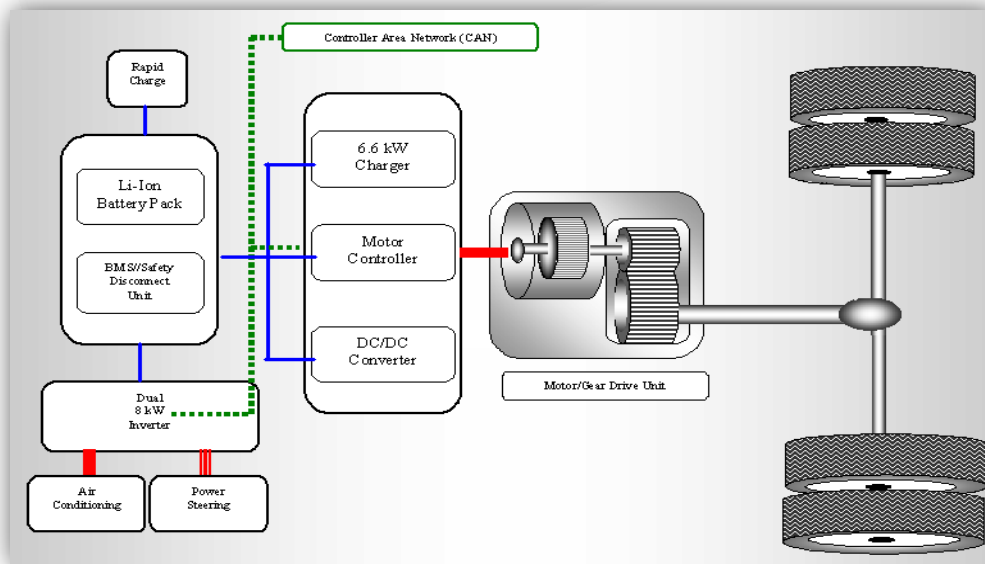 Controller Area Network (CAN)
Rapid
Charge
Li-Ion
Battery Pack
BMS//Safety
Disconnect
Unit
6.6 kW
Charger
Motor
Controller
DC/DC
Converter
Motor/Gear Drive Unit
Dual
8 kW
Inverter
Air
Conditioning
Power
Steering